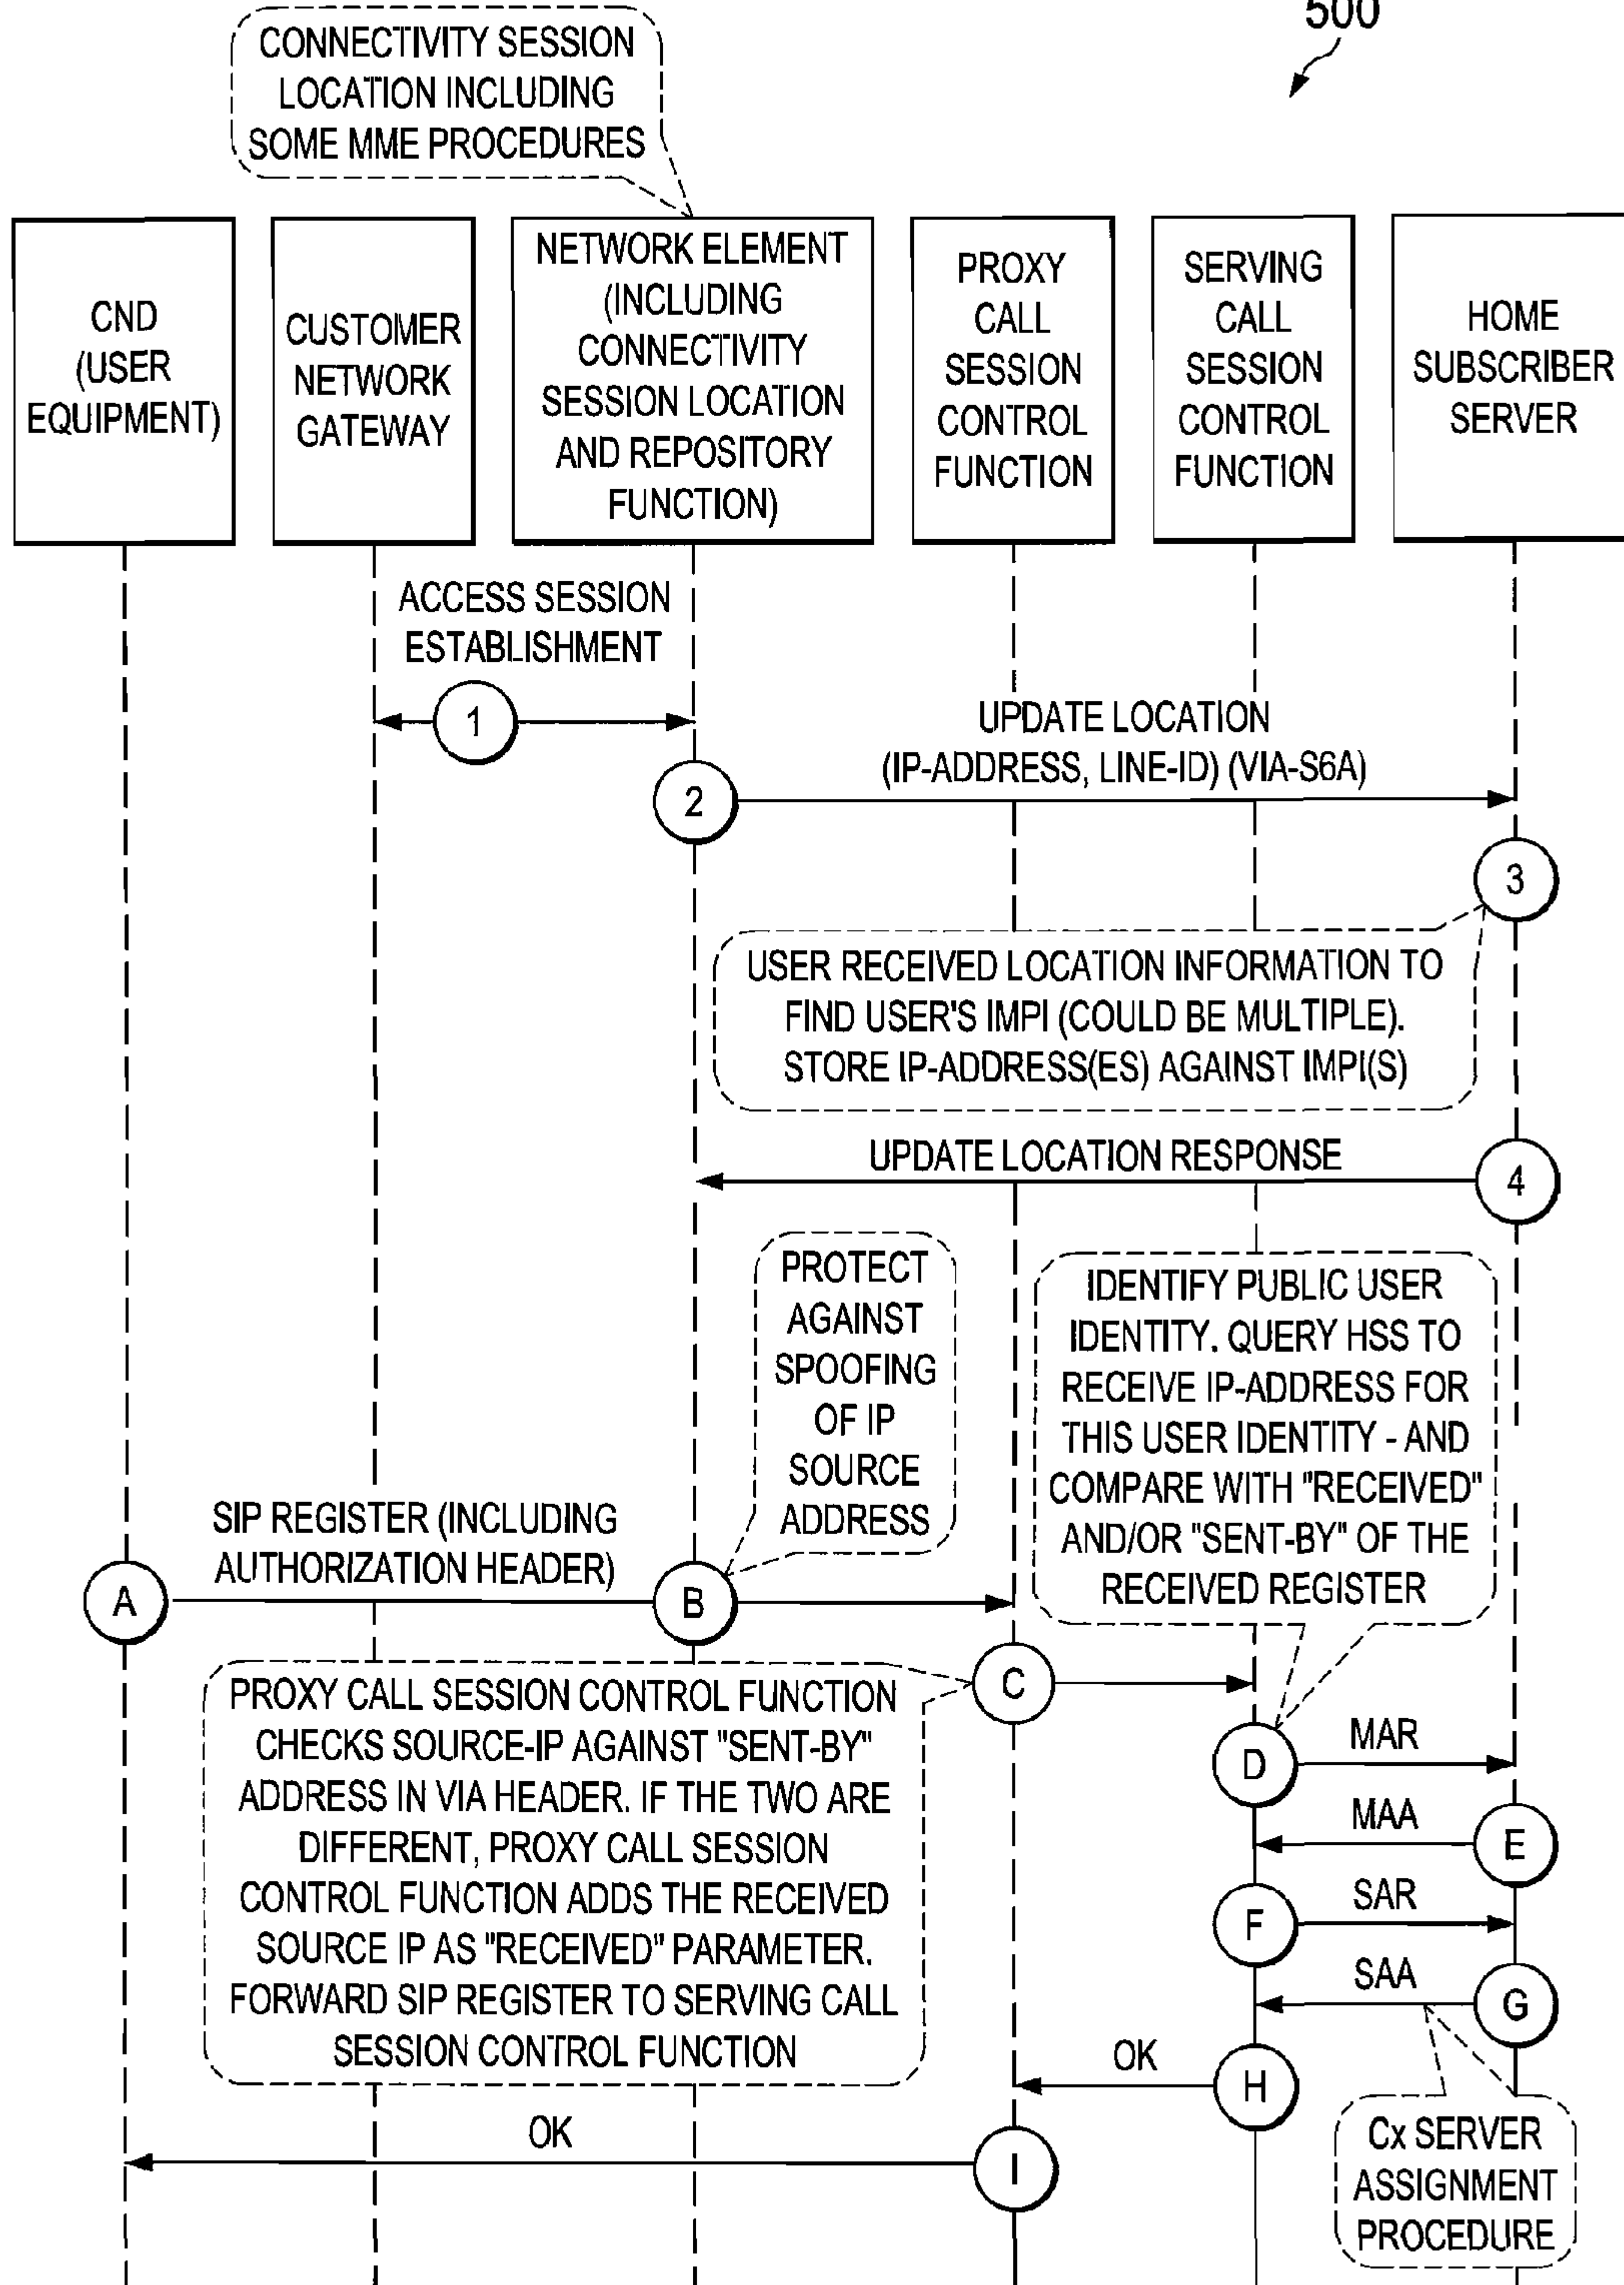 500
CONNECTIVITY SESSION
LOCATION INCLUDING
SOME MME PROCEDURES
CND
(USER
EQUIPMENT)
CUSTOMER
NETWORK
GATEWAY
NETWORK ELEMENT
(INCLUDING
CONNECTIVITY
SESSION LOCATION
AND REPOSITORY
FUNCTION)
PROXY
CALL
SESSION
CONTROL
FUNCTION
SERVING
CALL
SESSION
CONTROL
FUNCTION
HOME
SUBSCRIBER
SERVER
ACCESS SESSION
ESTABLISHMENT
1
UPDATE LOCATION
(IP-ADDRESS, LINE-ID) (VIA-S6A)
2
3
USER RECEIVED LOCATION INFORMATION TO
FIND USER'S IMPI (COULD BE MULTIPLE).
STORE IP-ADDRESS(ES) AGAINST IMPI(S)
UPDATE LOCATION RESPONSE
4
PROTECT
AGAINST
SPOOFING
OF IP
SOURCE
ADDRESS
IDENTIFY PUBLIC USER
IDENTITY. QUERY HSS TO
RECEIVE IP-ADDRESS FOR
THIS USER IDENTITY - AND
COMPARE WITH "RECEIVED"
AND/OR "SENT-BY" OF THE
RECEIVED REGISTER
SIP REGISTER (INCLUDING
AUTHORIZATION HEADER)
A
B
PROXY CALL SESSION CONTROL FUNCTION
CHECKS SOURCE-IP AGAINST "SENT-BY"
ADDRESS IN VIA HEADER. IF THE TWO ARE
DIFFERENT, PROXY CALL SESSION
CONTROL FUNCTION ADDS THE RECEIVED
SOURCE IP AS "RECEIVED" PARAMETER.
FORWARD SIP REGISTER TO SERVING CALL
SESSION CONTROL FUNCTION
C
D
MAR
MAA
E
SAR
F
SAA
G
OK
H
Cx SERVER
ASSIGNMENT
PROCEDURE
OK
I